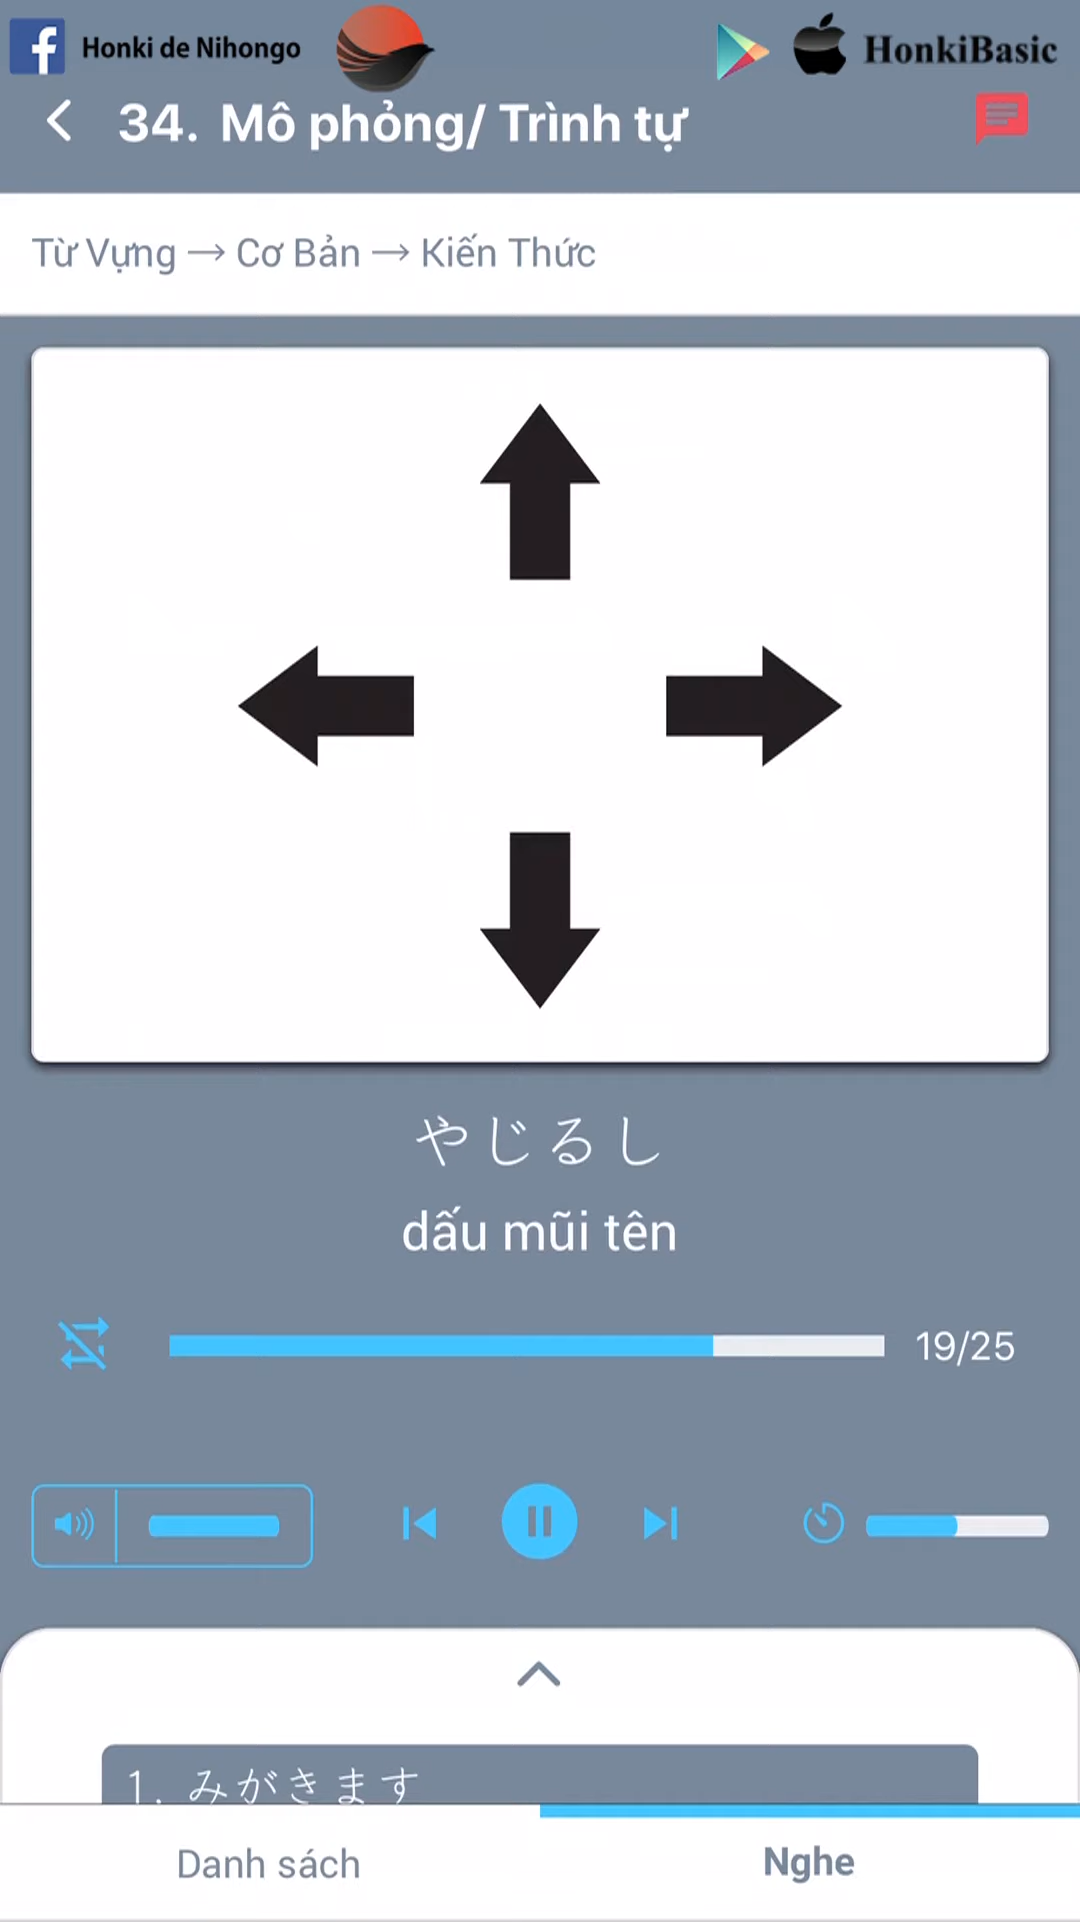 Honki de Nihongo
HonkiBasic
34. Mô phỏng/ Trình tự
Từ Vựng → Cơ Bản → Kiến Thức
やじるし
dấu mũi tên
19/25
1. みがきます
Danh sách
Nghe